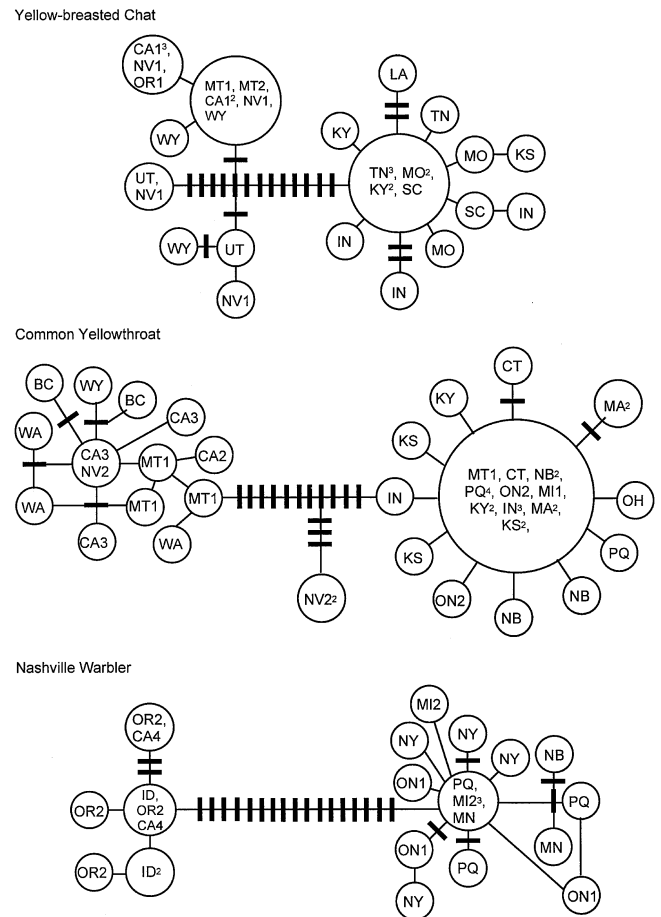 Yellow-breasted Chat
CA1³,
NV1,
OR1
MT1, MT2,
CA1², NV1,
WY
WY
UT,
NV1
WY
UT
NV1
LA
KY
TN
MO
KS
TN³, MO²,
KY², SC
SC
IN
IN
MO
IN
Common Yellowthroat
BC
WY
BC
CA3
WA
CA3
NV2
MT1
CA2
WA
MT1
MT1
CA3
WA
NV2²
IN
CT
KY
MA²
KS
MT1, CT, NB²,
PQ⁴, ON2, MI1,
KY², IN³, MA²,
KS²,
OH
KS
PQ
ON2
NB
NB
Nashville Warbler
OR2,
CA4
OR2
ID,
OR2
CA4
OR2
ID²
MI2
NY
NY
NY
NB
ON1
PQ,
MI2³,
MN
PQ
ON1
PQ
MN
NY
ON1